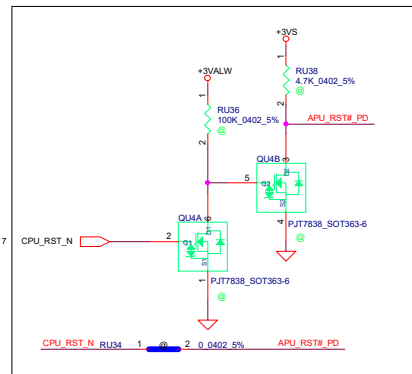 +3VS
1
RU38
4.7K_0402_5%
@
2
APU_RST#_PD
+3VALW
1
RU36
100K_0402_5%
@
2
3
D2
QU4B
5
G2
S2
4
PJT7838_SOT363-6
@
QU4A
6
D1
7
CPU_RST_N
2
G1
S1
1
PJT7838_SOT363-6
@
CPU_RST_N RU34 1 @ 2 0_0402_5% APU_RST#_PD